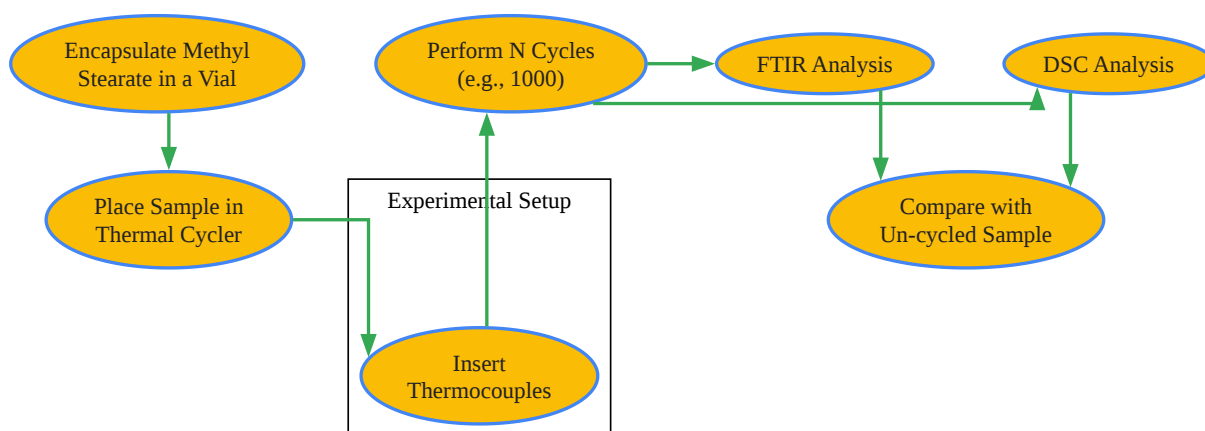 Encapsulate Methyl
Stearate in a Vial
Perform N Cycles
(e.g., 1000)
FTIR Analysis
DSC Analysis
Place Sample in
Thermal Cycler
Experimental Setup
Compare with
Un-cycled Sample
Insert
Thermocouples